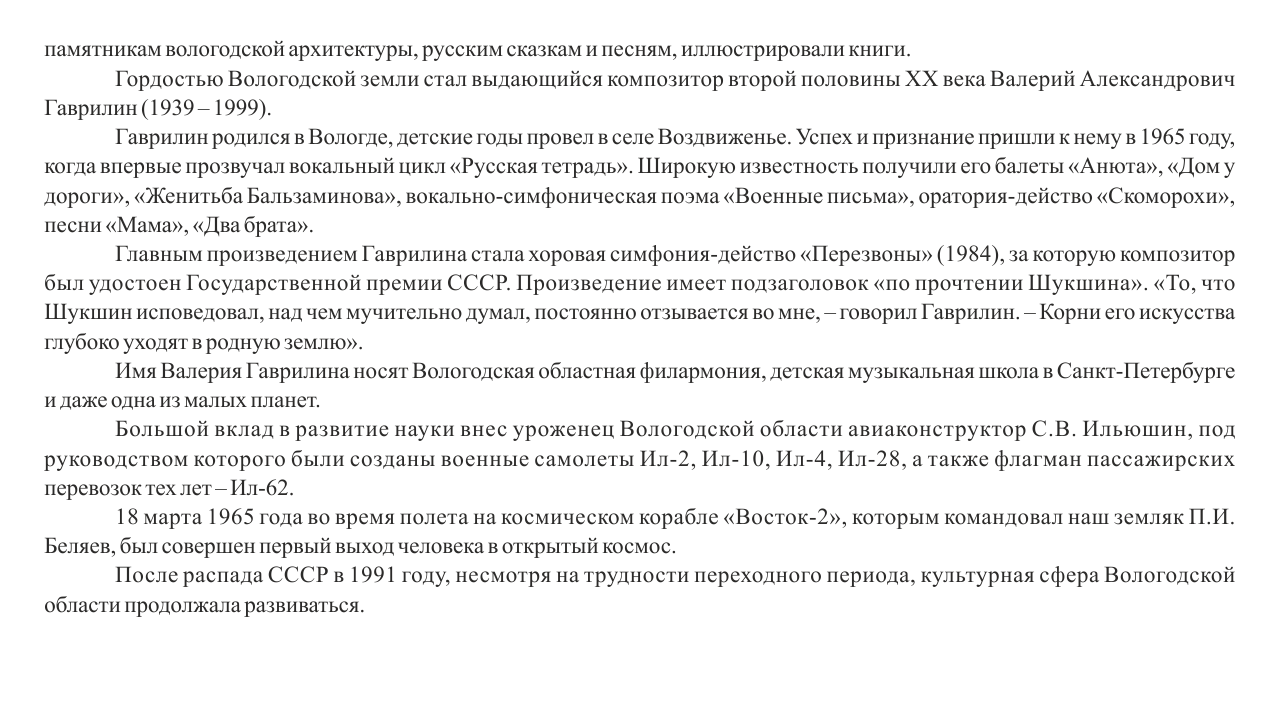 памятникам вологодской архитектуры, русским сказкам и песням, иллюстрировали книги.
Гордостью Вологодской земли стал выдающийся композитор второй половины XX века Валерий Александрович
Гаврилин (1939 – 1999).
Гаврилин родился в Вологде, детские годы провел в селе Воздвиженье. Успех и признание пришли к нему в 1965 году,
когда впервые прозвучал вокальный цикл «Русская тетрадь». Широкую известность получили его балеты «Анюта», «Дом у
дороги», «Женитьба Бальзаминова», вокально-симфоническая поэма «Военные письма», оратория-действо «Скоморохи»,
песни «Мама», «Два брата».
Главным произведением Гаврилина стала хоровая симфония-действо «Перезвоны» (1984), за которую композитор
был удостоен Государственной премии СССР. Произведение имеет подзаголовок «по прочтении Шукшина». «То, что
Шукшин исповедовал, над чем мучительно думал, постоянно отзывается во мне, – говорил Гаврилин. – Корни его искусства
глубоко уходят в родную землю».
Имя Валерия Гаврилина носят Вологодская областная филармония, детская музыкальная школа в Санкт-Петербурге
и даже одна из малых планет.
Большой вклад в развитие науки внес уроженец Вологодской области авиаконструктор С.В. Ильюшин, под
руководством которого были созданы военные самолеты Ил-2, Ил-10, Ил-4, Ил-28, а также флагман пассажирских
перевозок тех лет – Ил-62.
18 марта 1965 года во время полета на космическом корабле «Восток-2», которым командовал наш земляк П.И.
Беляев, был совершен первый выход человека в открытый космос.
После распада СССР в 1991 году, несмотря на трудности переходного периода, культурная сфера Вологодской
области продолжала развиваться.